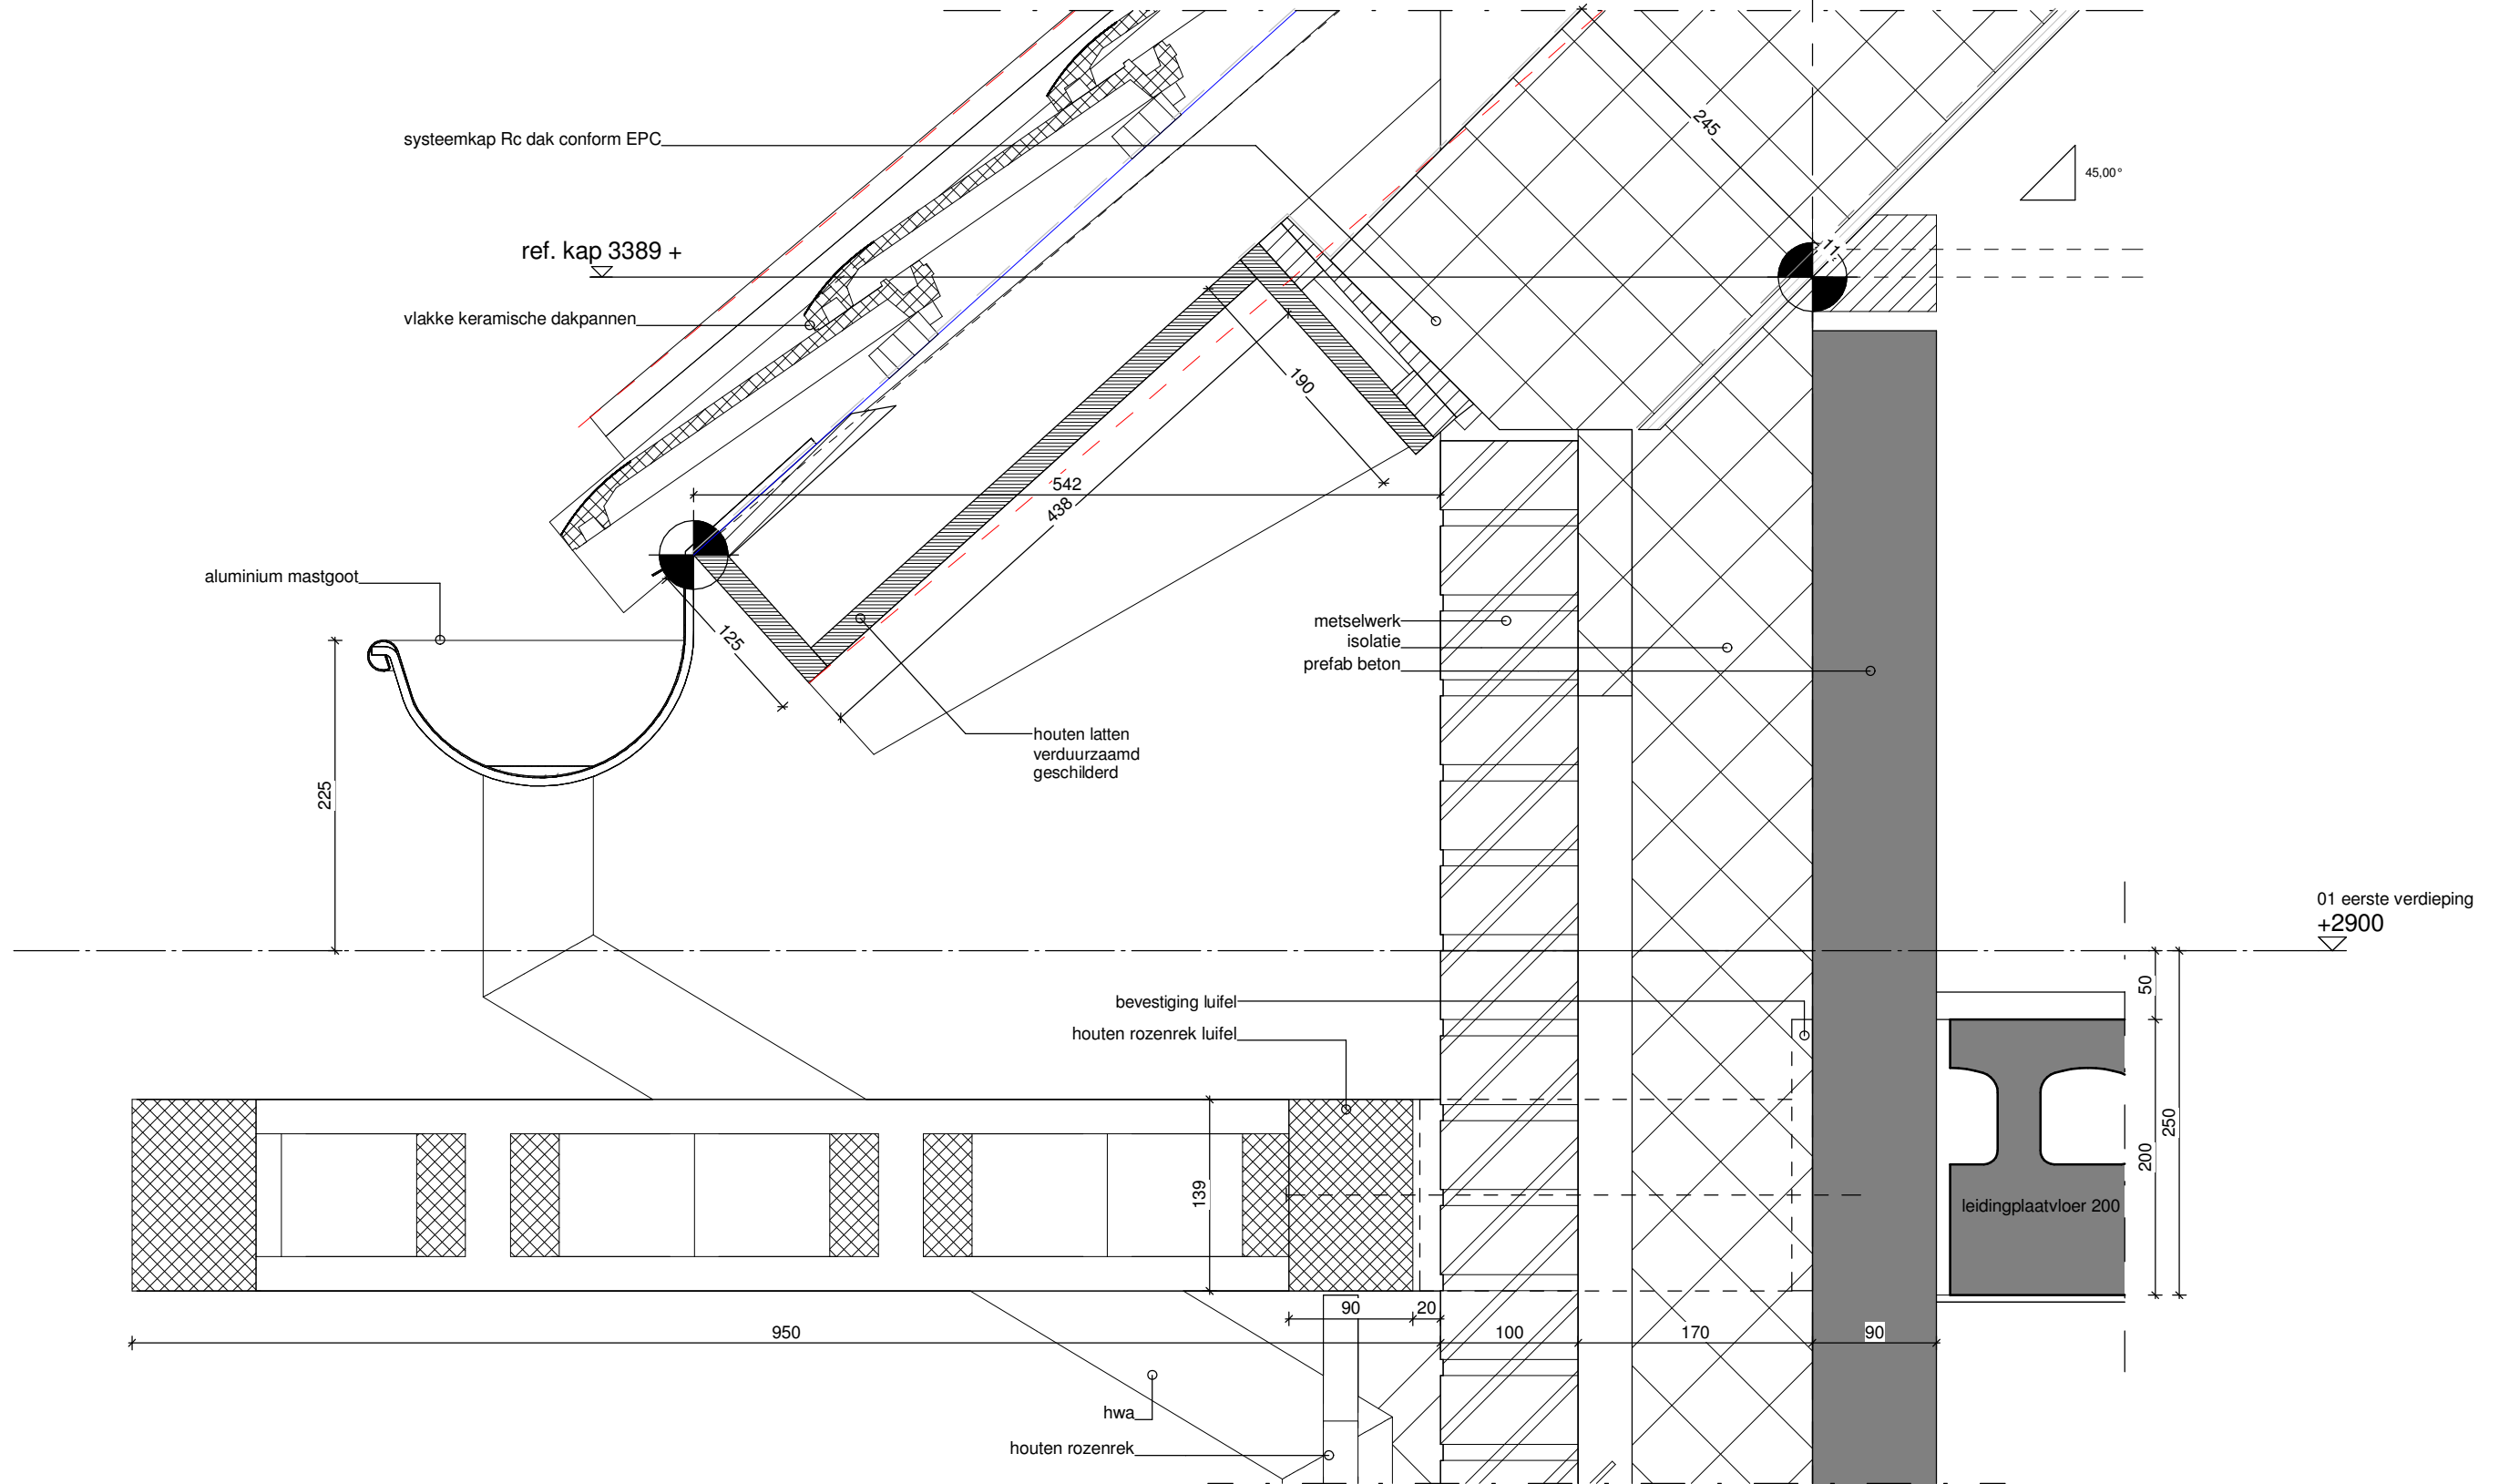 systeemkap Rc dak conform EPC
245
45,00°
ref. kap 3389 +
11
vlakke keramische dakpannen
190
542
438
aluminium mastgoot
125
metselwerk
isolatie
prefab beton
houten latten
verduurzaamd
geschilderd
225
01 eerste verdieping
+2900
bevestiging luifel
houten rozenrek luifel
50
250
200
139
leidingplaatvloer 200
90
20
950
100
170
90
hwa
houten rozenrek